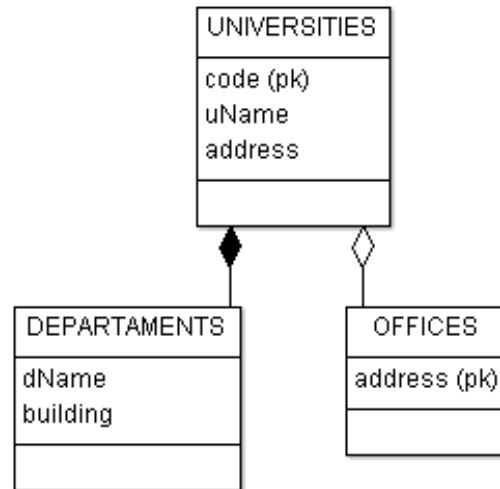 UNIVERSITIES
code (pk)
uName
address
DEPARTAMENTS
dName
building
OFFICES
address (pk)